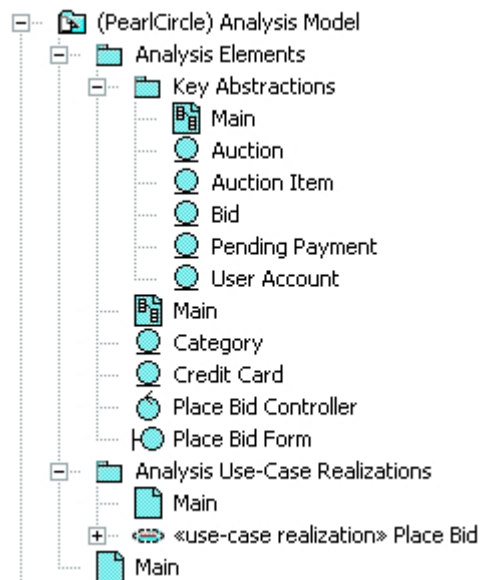 (PearlCircle) Analysis Model
Analysis Elements
Key Abstractions
Main
Auction
Auction Item
Bid
Pending Payment
User Account
Main
Category
Credit Card
Place Bid Controller
Place Bid Form
Analysis Use-Case Realizations
Main
«use-case realization» Place Bid
Main